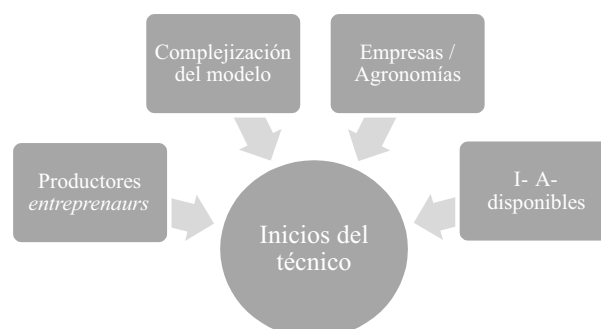 Complejización
del modelo
Empresas /
Agronomías
Productores
entreprenaurs
I- A-
disponibles
Inicios del
técnico